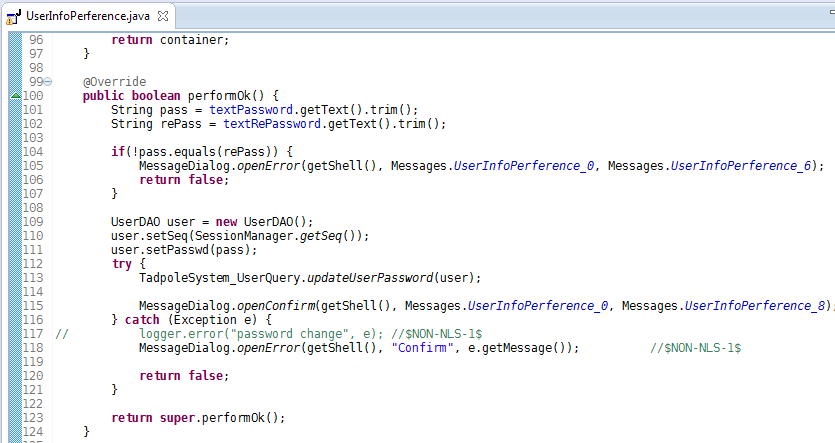 UserInfoPerference.java
96         return container;
97     }
98
99     @Override
100     public boolean performOk() {
101         String pass = textPassword.getText().trim();
102         String rePass = textRePassword.getText().trim();
103
104         if(!pass.equals(rePass)) {
105             MessageDialog.openError(getShell(), Messages.UserInfoPerference_0, Messages.UserInfoPerference_6);
106             return false;
107         }
108
109         UserDAO user = new UserDAO();
110         user.setSeq(SessionManager.getSeq());
111         user.setPasswd(pass);
112         try {
113             TadpoleSystem_UserQuery.updateUserPassword(user);
114
115             MessageDialog.openConfirm(getShell(), Messages.UserInfoPerference_0, Messages.UserInfoPerference_8);
116         } catch (Exception e) {
117 //          logger.error("password change", e); //$NON-NLS-1$
118             MessageDialog.openError(getShell(), "Confirm", e.getMessage());          //$NON-NLS-1$
119
120             return false;
121         }
122
123         return super.performOk();
124     }